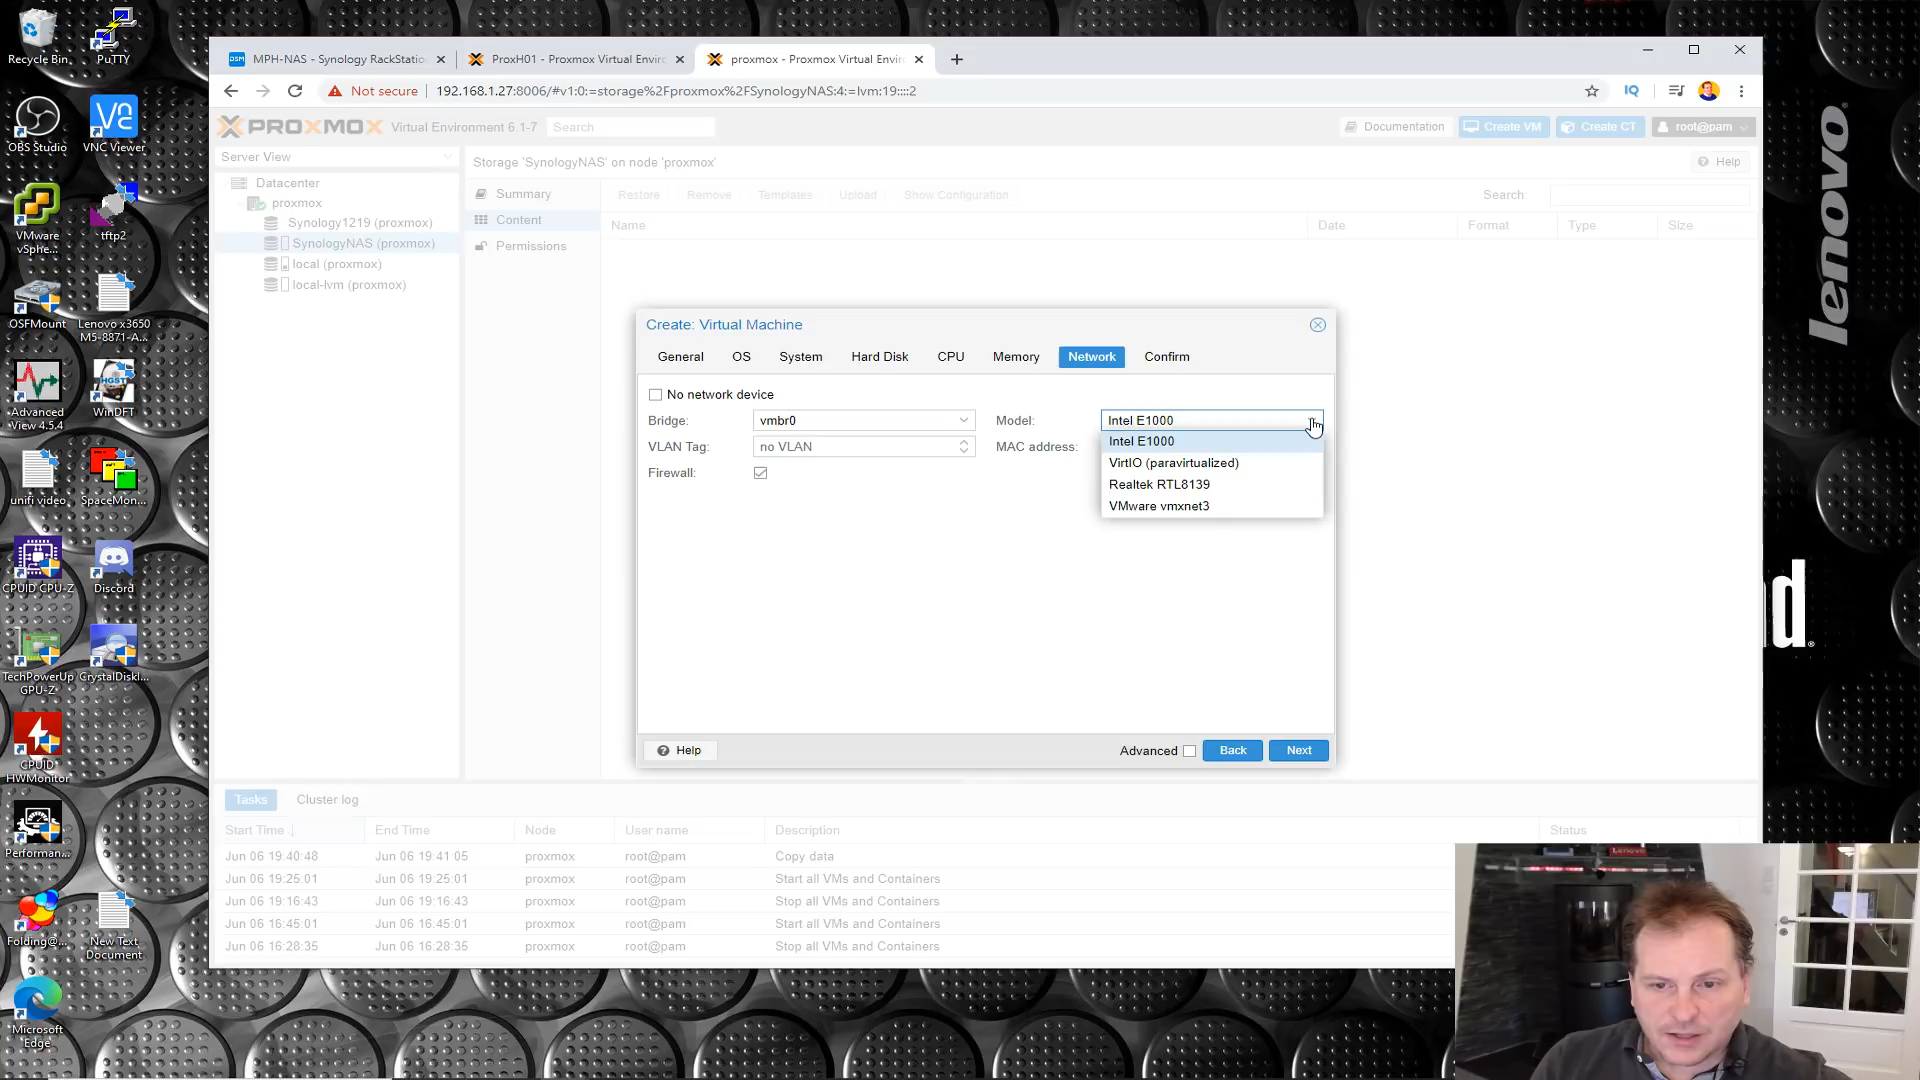 Recycle Bin
PuTTY
OBS Studio
VNC Viewer
VMware
vSphe...
tftp2
OSFMount
Lenovo x3650
M5-8871-A...
Advanced
View 4.5.4
WinDFT
unifi video
SpaceMon...
CPUID CPU-Z
Discord
TechPowerUp
GPU-Z
CrystalDiskI...
CPUID
HWMonitor
Performan...
Folding@...
New Text
Document
Microsoft
Edge
MPH-NAS - Synology RackStatio
ProxH01 - Proxmox Virtual Enviro
proxmox - Proxmox Virtual Enviro
Not secure
192.168.1.27:8006/#v1:0:=storage%2Fproxmox%2FSynologyNAS:4:=lvm:19::::2
PROXMOX Virtual Environment 6.1-7 Search
Documentation Create VM Create CT root@pam
Server View
Datacenter
proxmox
Synology1219 (proxmox)
SynologyNAS (proxmox)
local (proxmox)
local-lvm (proxmox)
Storage 'SynologyNAS' on node 'proxmox'
Help
Summary
Content
Permissions
Restore Remove Templates Upload Show Configuration Search:
Name Date Format Type Size
Create: Virtual Machine
General OS System Hard Disk CPU Memory Network Confirm
No network device
Bridge: vmbr0 Model: Intel E1000
VLAN Tag: no VLAN MAC address:
Firewall:
Intel E1000
VirtIO (paravirtualized)
Realtek RTL8139
VMware vmxnet3
Help Advanced Back Next
Tasks Cluster log
Start Time End Time Node User name Description Status
Jun 06 19:40:48 Jun 06 19:41:05 proxmox root@pam Copy data
Jun 06 19:25:01 Jun 06 19:25:01 proxmox root@pam Start all VMs and Containers
Jun 06 19:16:43 Jun 06 19:16:43 proxmox root@pam Stop all VMs and Containers
Jun 06 16:45:01 Jun 06 16:45:01 proxmox root@pam Start all VMs and Containers
Jun 06 16:28:35 Jun 06 16:28:35 proxmox root@pam Stop all VMs and Containers
lenovo
d.